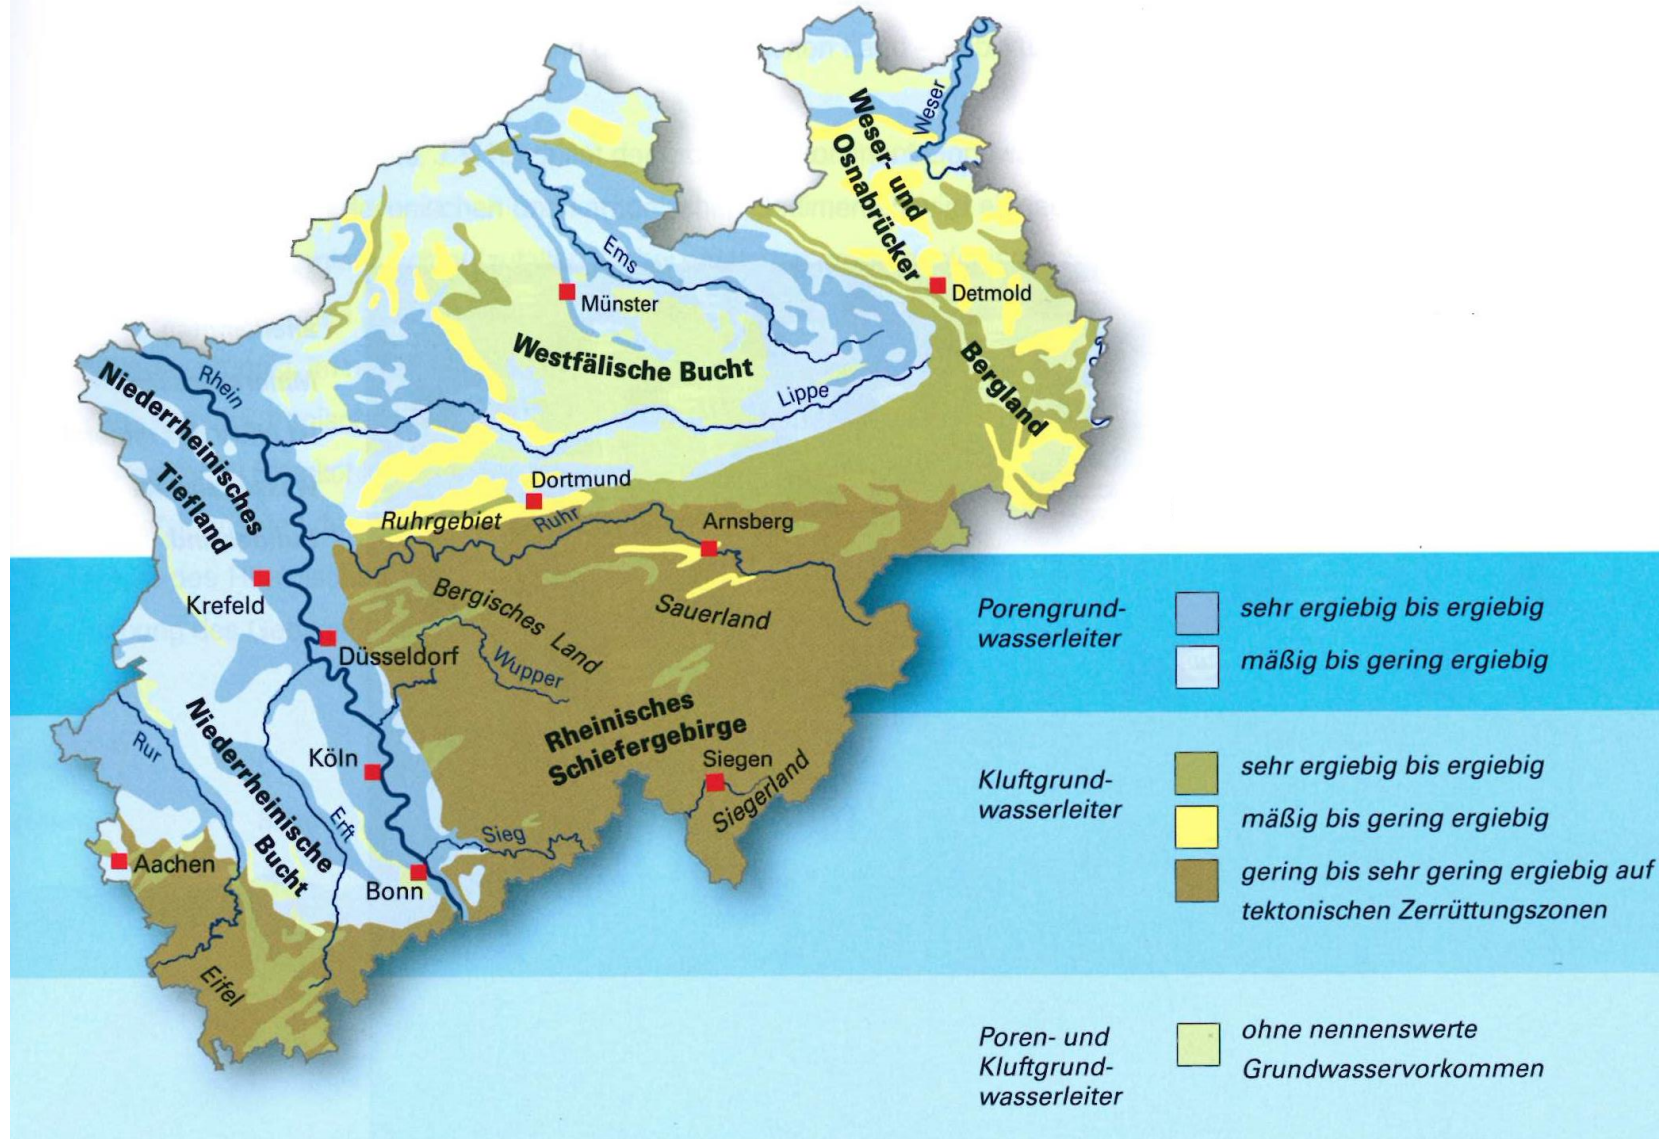 Weser
Weser- und
Osnabrücker
Bergland
Detmold
Ems
Münster
Westfälische Bucht
Lippe
Rhein
Niederrheinisches
Tiefland
Dortmund
Ruhrgebiet
Ruhr
Arnsberg
Krefeld
Bergisches Land
Sauerland
Düsseldorf
Wupper
Rheinisches
Schiefergebirge
Niederrheinische
Bucht
Rur
Köln
Erft
Siegen
Siegerland
Sieg
Aachen
Bonn
Eifel
Porengrund-
wasserleiter
sehr ergiebig bis ergiebig
mäßig bis gering ergiebig
Kluftgrund-
wasserleiter
sehr ergiebig bis ergiebig
mäßig bis gering ergiebig
gering bis sehr gering ergiebig auf
tektonischen Zerrüttungszonen
Poren- und
Kluftgrund-
wasserleiter
ohne nennenswerte
Grundwasservorkommen